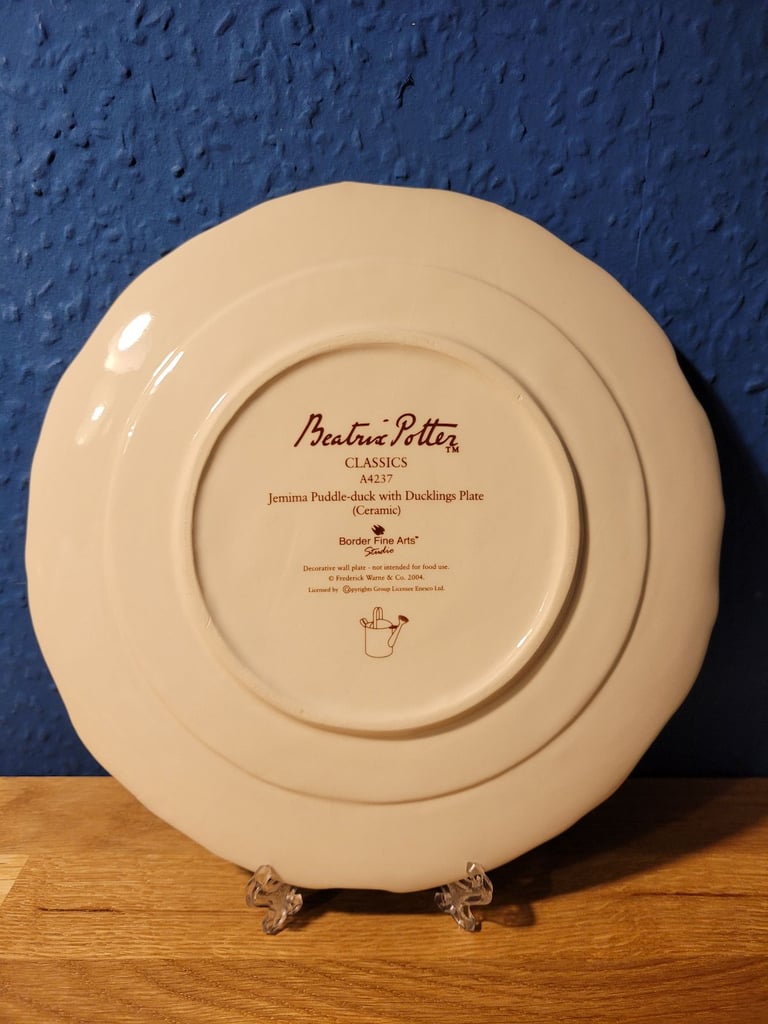 Beatrix Potter™
CLASSICS
A4237
Jemima Puddle-duck with Ducklings Plate
(Ceramic)
Border Fine Arts™
Studio
Decorative wall plate - not intended for food use.
© Frederick Warne & Co. 2004.
Licensed by ©opyrights Group Licensee Enesco Ltd.